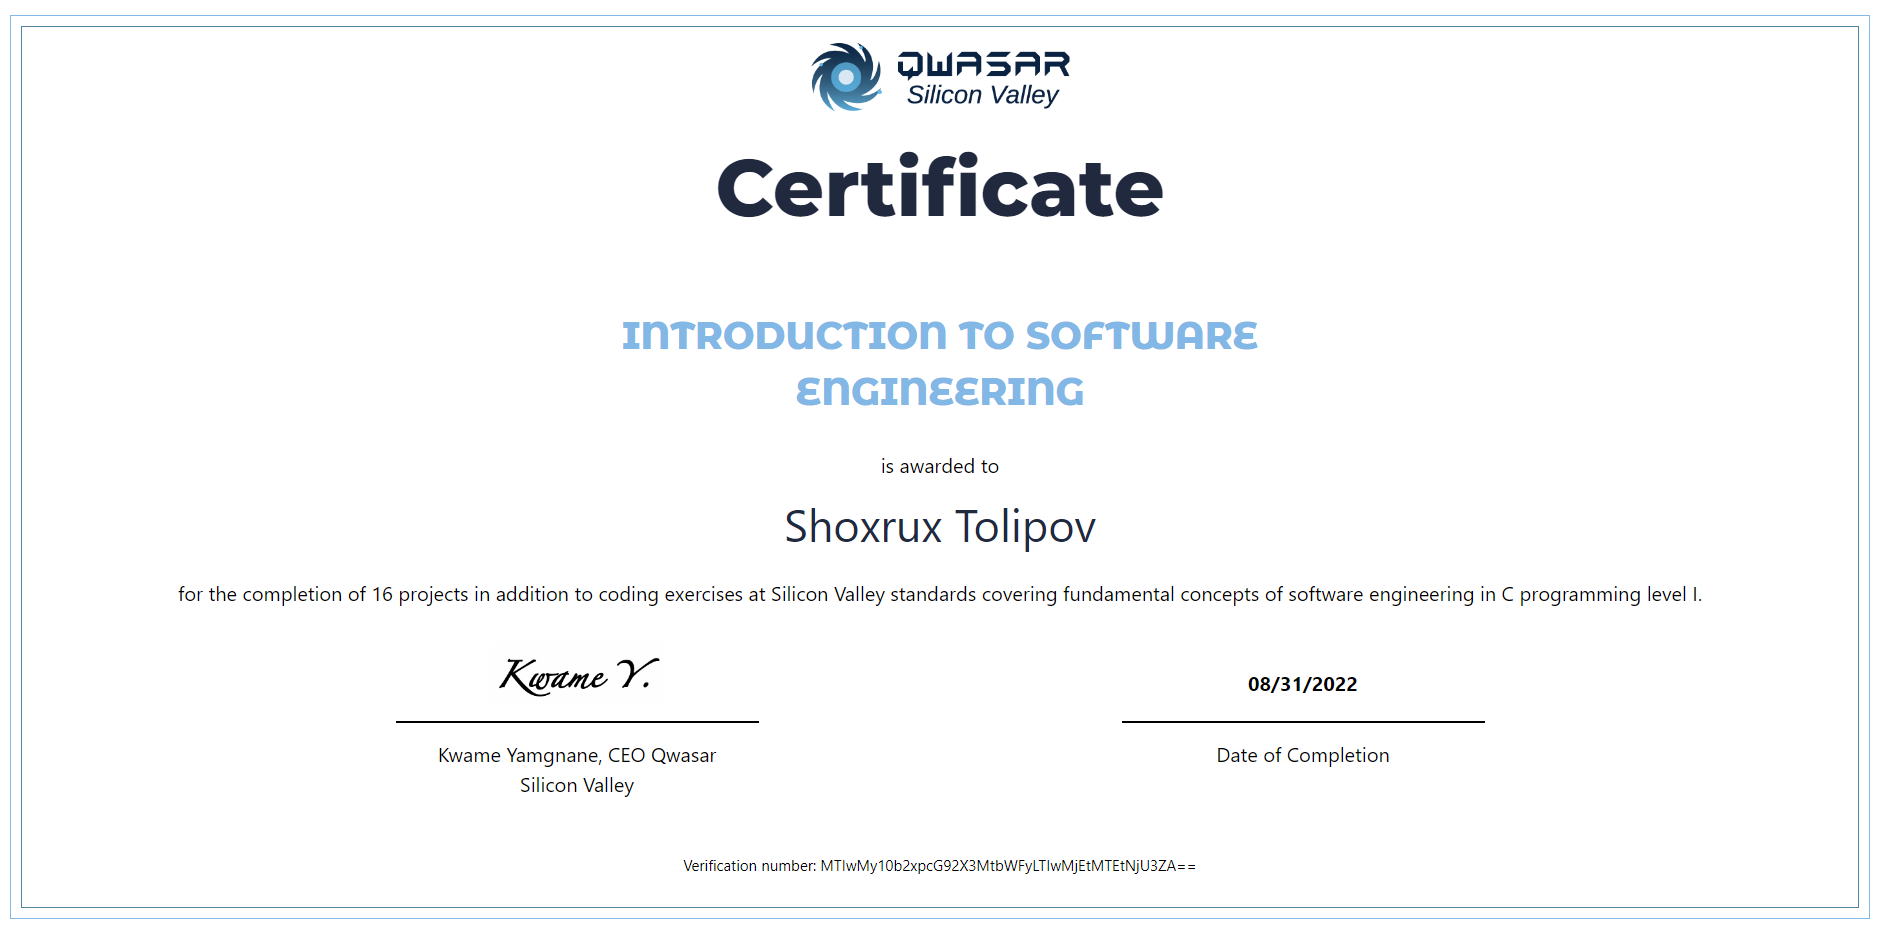 QWASAR
Silicon Valley
Certificate
INTRODUCTION TO SOFTWARE
ENGINEERING
is awarded to
Shoxrux Tolipov
for the completion of 16 projects in addition to coding exercises at Silicon Valley standards covering fundamental concepts of software engineering in C programming level I.
Kwame Y.
08/31/2022
Kwame Yamgnane, CEO Qwasar
Silicon Valley
Date of Completion
Verification number: MTIwMy10b2xpcG92X3MtbWFyLTIwMjEtMTEtNjU3ZA==